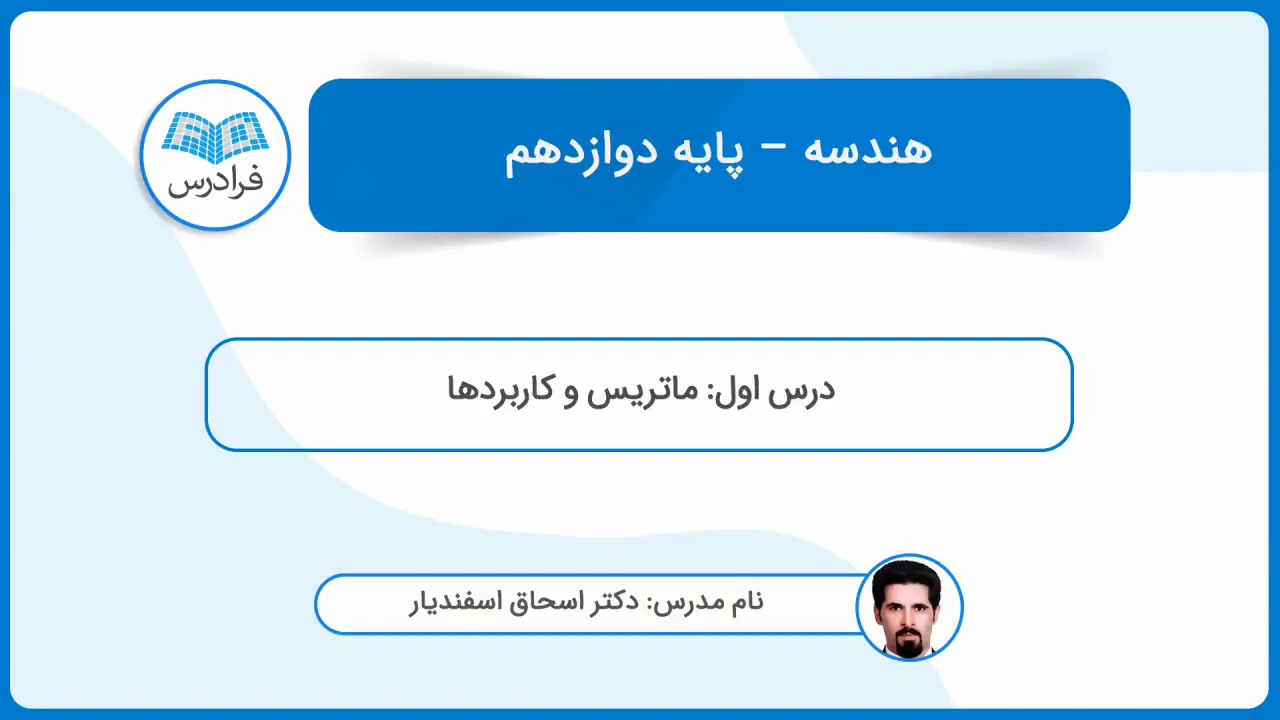 هندسه – پایه دوازدهم
فرادرس
درس اول: ماتریس و کاربردها
نام مدرس: دکتر اسحاق اسفندیار